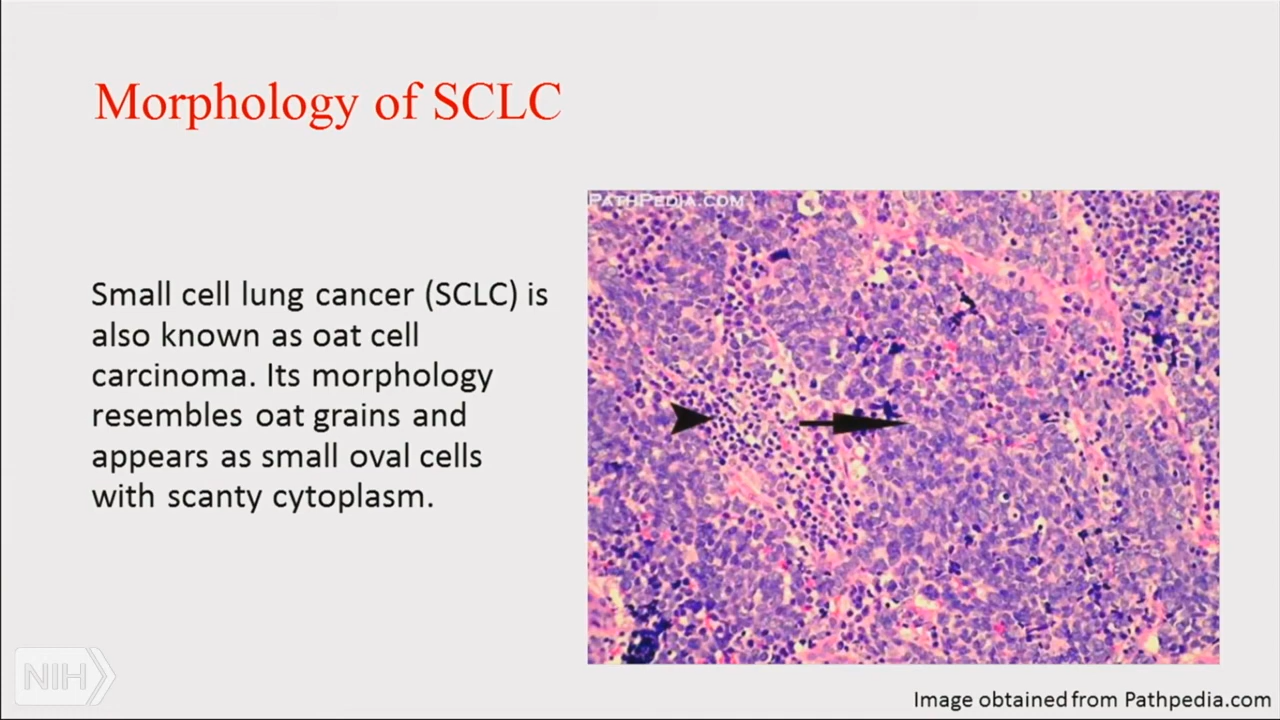 Morphology of SCLC
PATHPEDIA.COM
Small cell lung cancer (SCLC) is
also known as oat cell
carcinoma. Its morphology
resembles oat grains and
appears as small oval cells
with scanty cytoplasm.
NIH
Image obtained from Pathpedia.com